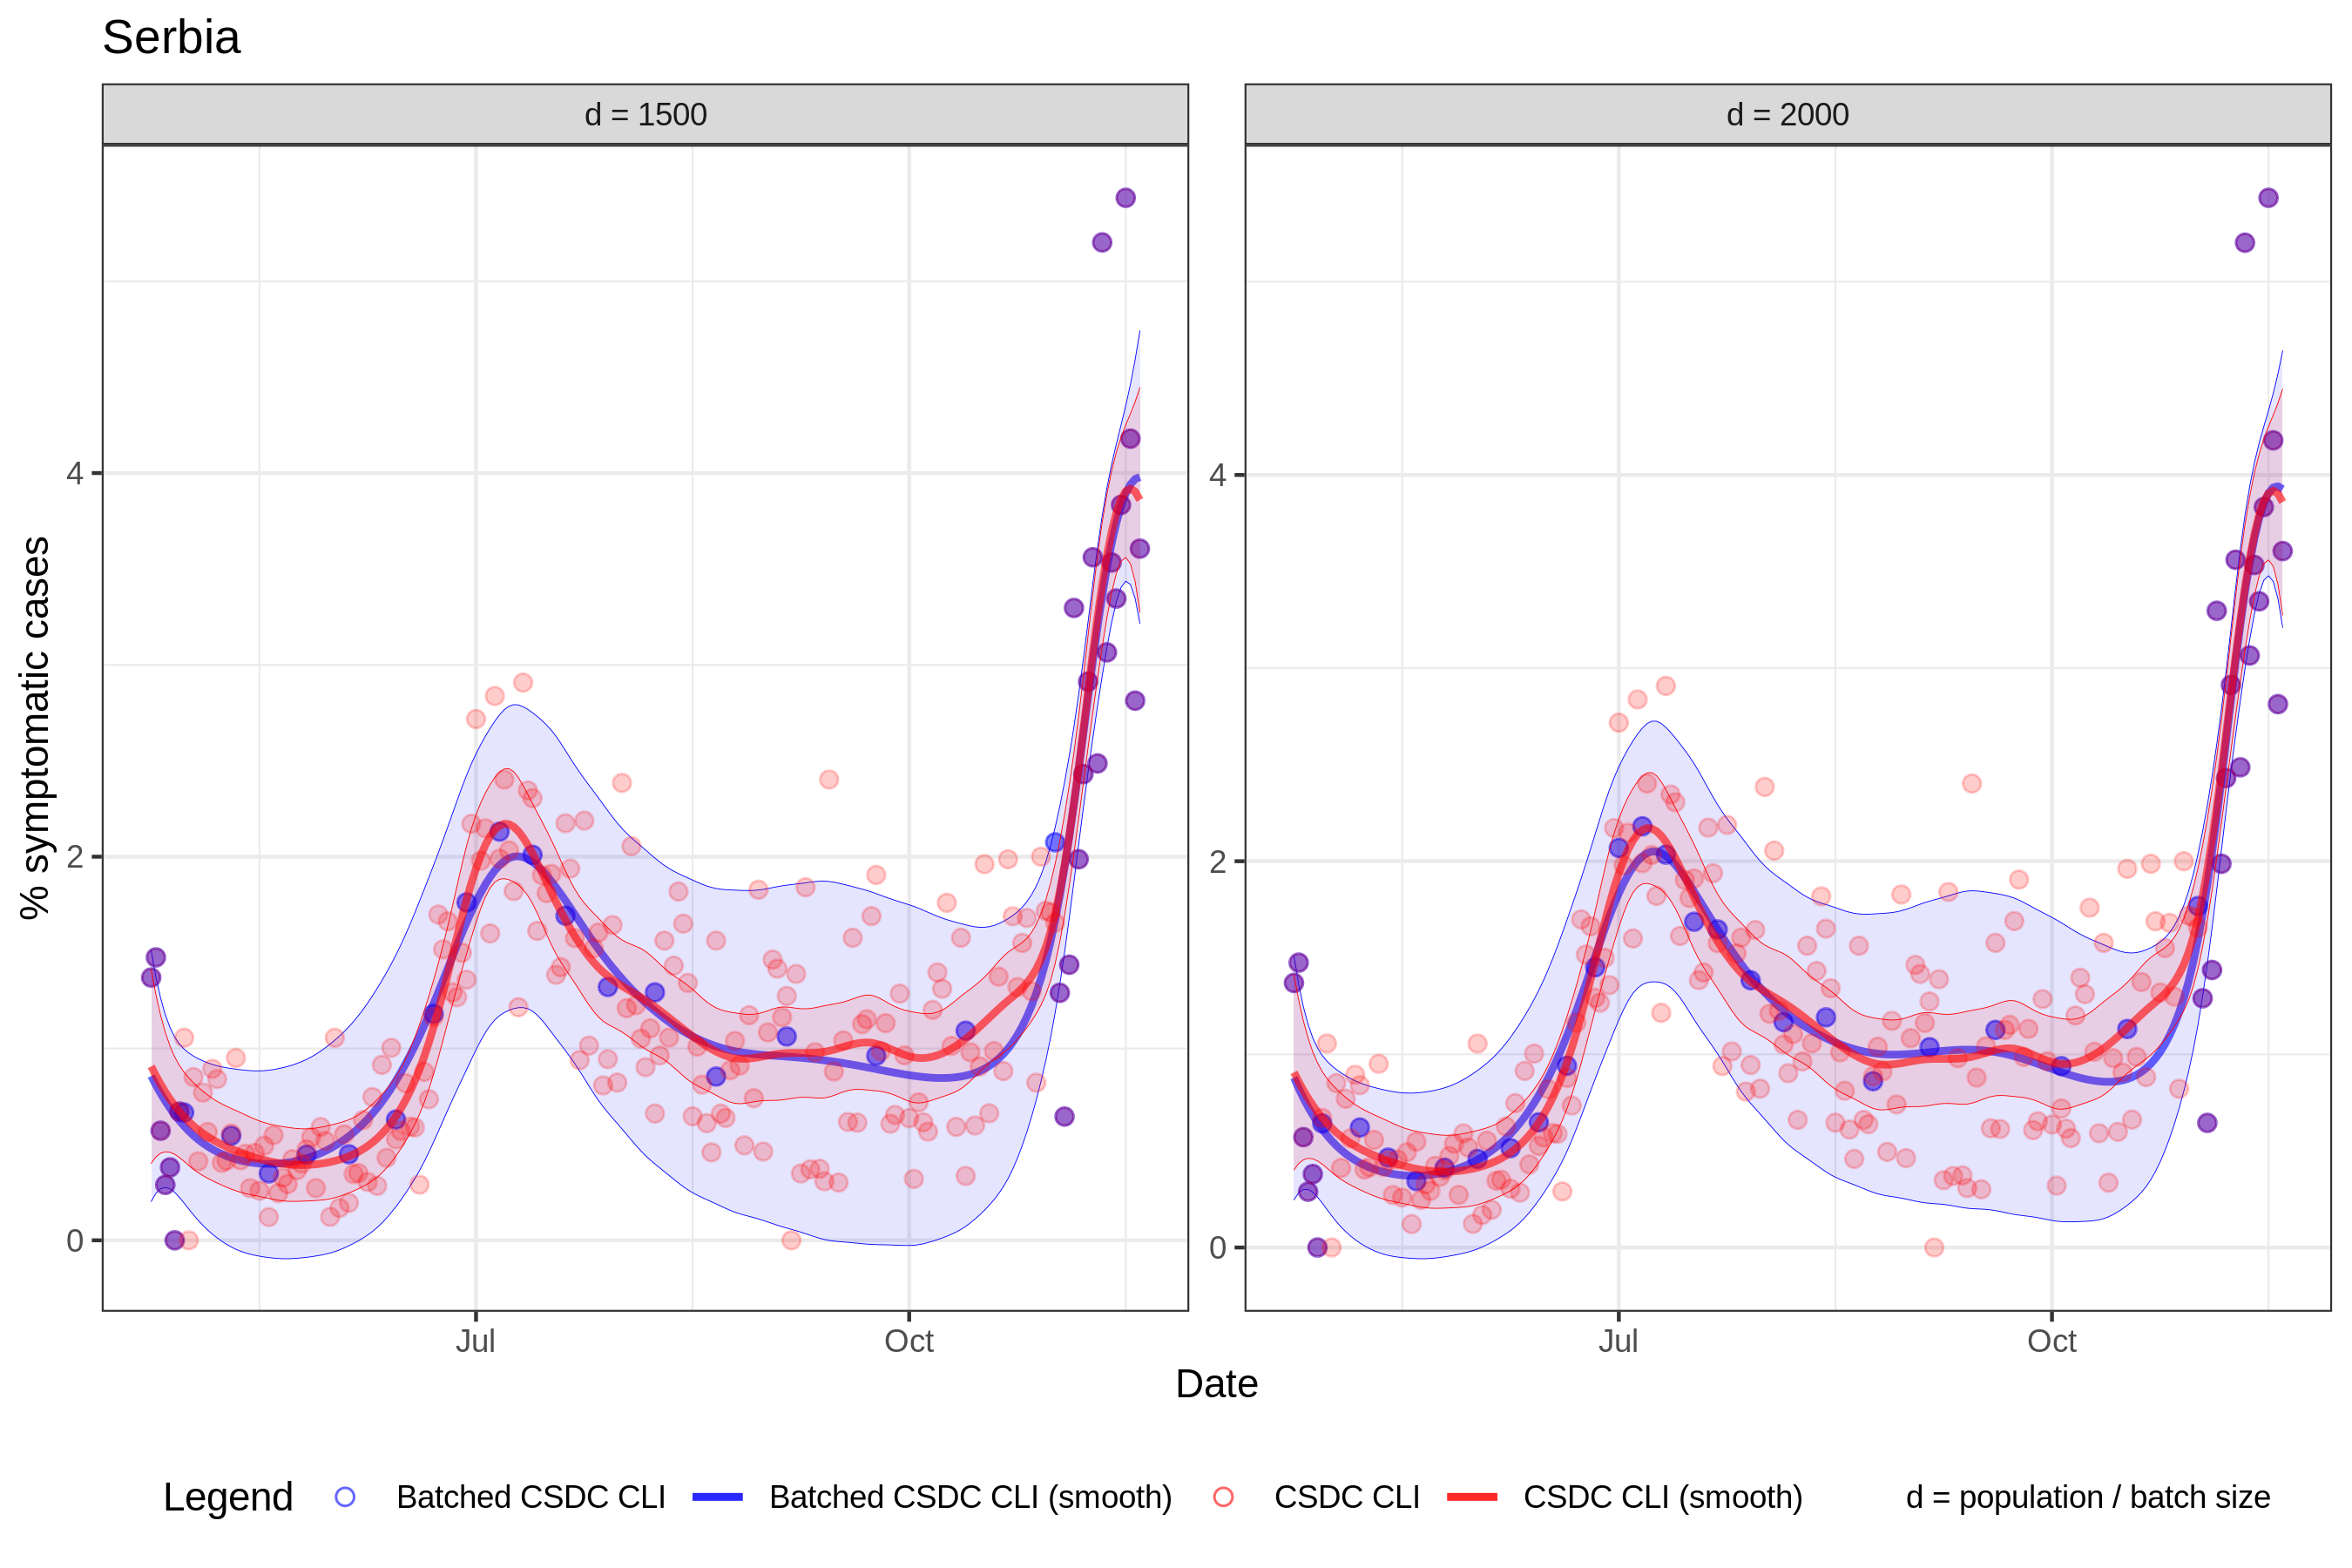 Serbia
d = 1500
d = 2000
% symptomatic cases
4
2
0
4
2
0
Jul
Oct
Jul
Oct
Date
Legend
Batched CSDC CLI
Batched CSDC CLI (smooth)
CSDC CLI
CSDC CLI (smooth)
d = population / batch size